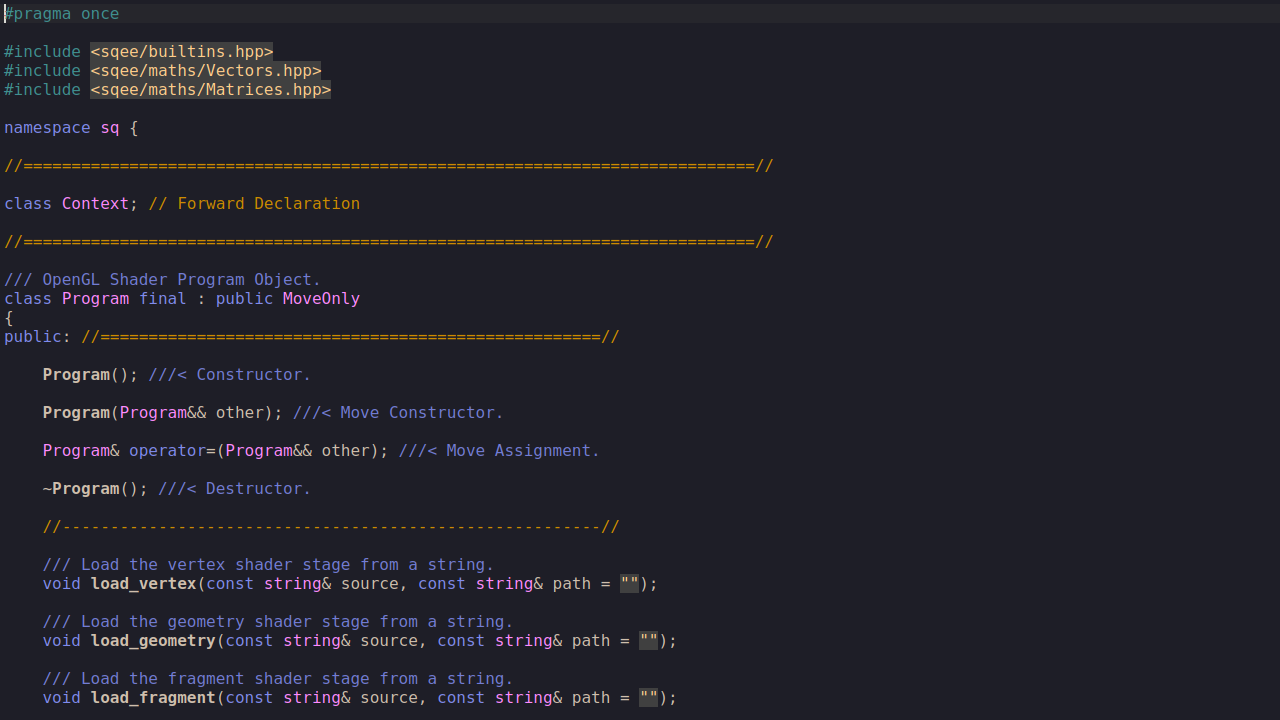 #pragma once
#include <sqee/builtins.hpp>
#include <sqee/maths/Vectors.hpp>
#include <sqee/maths/Matrices.hpp>
namespace sq {
//============================================================================//
class Context; // Forward Declaration
//============================================================================//
/// OpenGL Shader Program Object.
class Program final : public MoveOnly
{
public: //====================================================//
    Program(); ///< Constructor.
    Program(Program&& other); ///< Move Constructor.
    Program& operator=(Program&& other); ///< Move Assignment.
    ~Program(); ///< Destructor.
    //--------------------------------------------------------//
    /// Load the vertex shader stage from a string.
    void load_vertex(const string& source, const string& path = "");
    /// Load the geometry shader stage from a string.
    void load_geometry(const string& source, const string& path = "");
    /// Load the fragment shader stage from a string.
    void load_fragment(const string& source, const string& path = "");